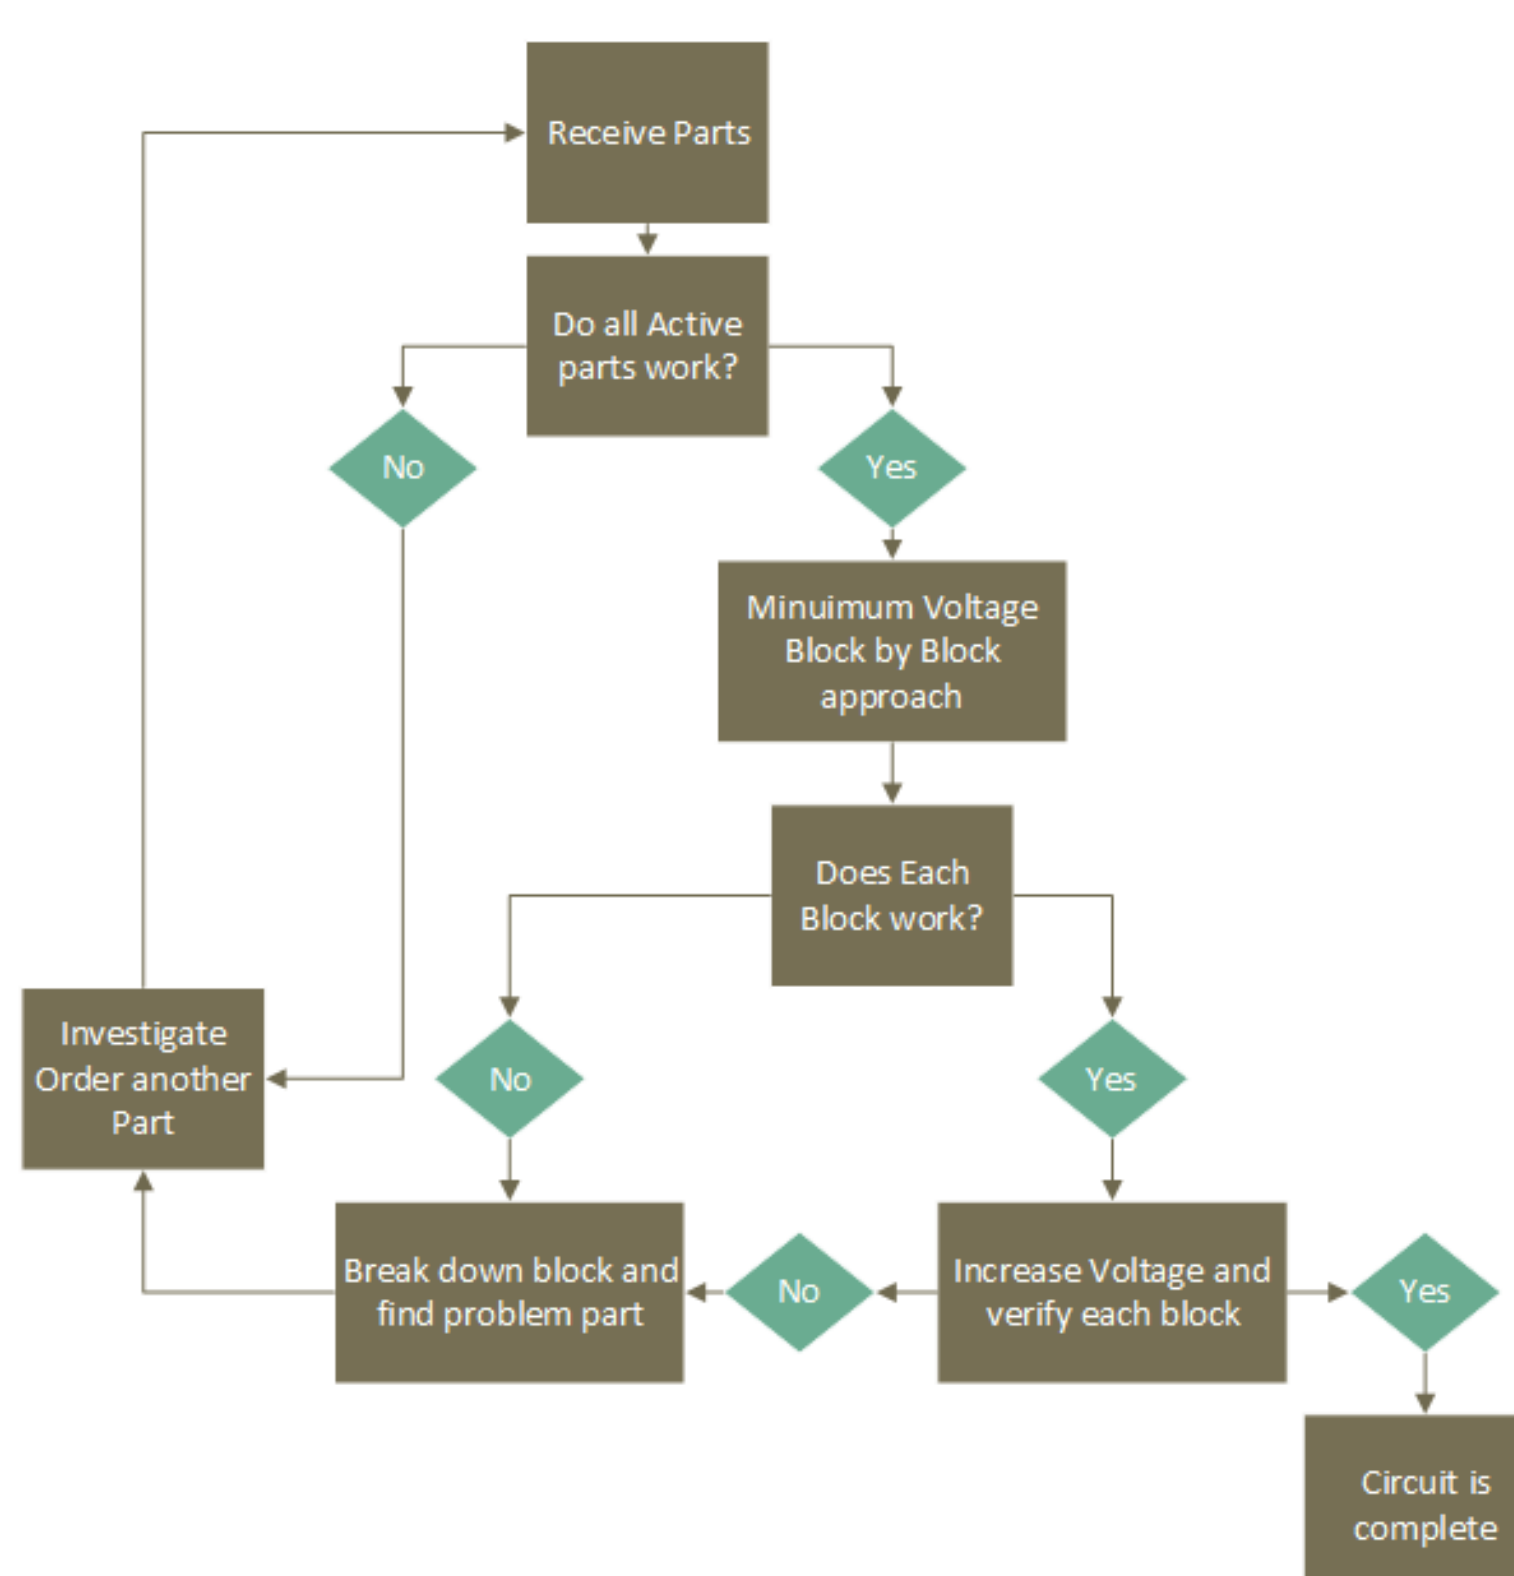 Receive Parts
Do all Active
parts work?
No
Yes
Minuimum Voltage
Block by Block
approach
Does Each
Block work?
Investigate
Order another
Part
No
Yes
Break down block and
find problem part
No
Increase Voltage and
verify each block
Yes
Circuit is
complete